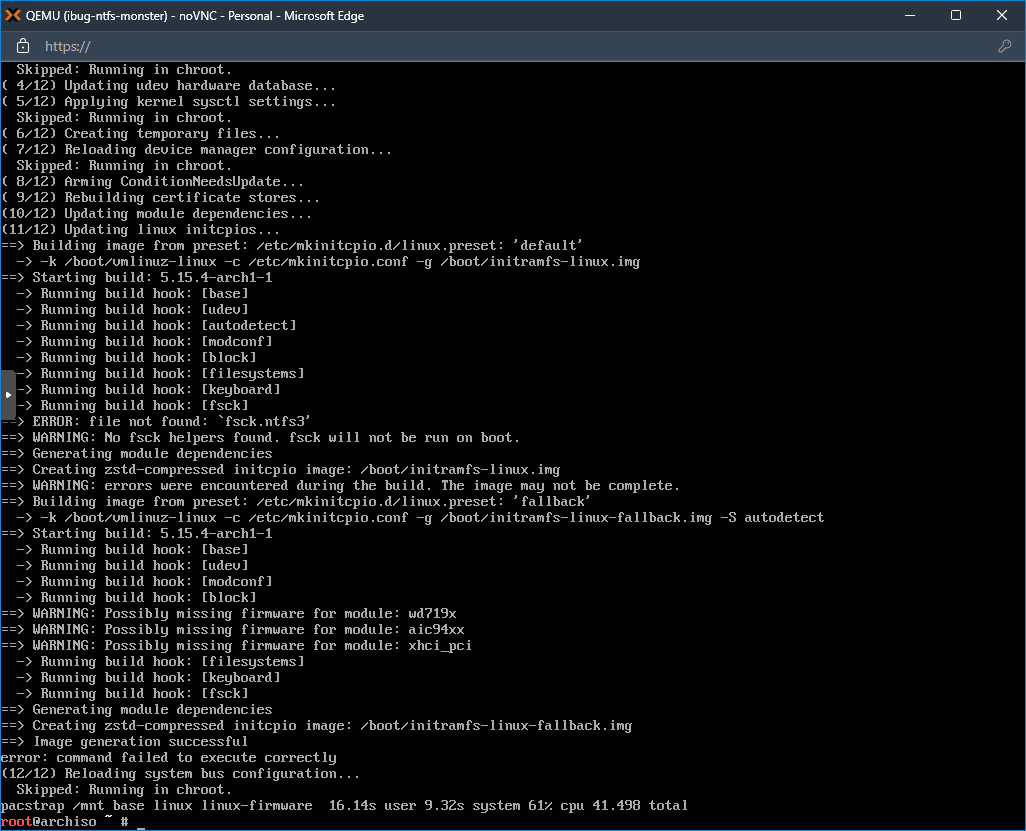 QEMU (ibug-ntfs-monster) - noVNC - Personal - Microsoft Edge
https://
  Skipped: Running in chroot.
( 4/12) Updating udev hardware database...
( 5/12) Applying kernel sysctl settings...
  Skipped: Running in chroot.
( 6/12) Creating temporary files...
( 7/12) Reloading device manager configuration...
  Skipped: Running in chroot.
( 8/12) Arming ConditionNeedsUpdate...
( 9/12) Rebuilding certificate stores...
(10/12) Updating module dependencies...
(11/12) Updating linux initcpios...
==> Building image from preset: /etc/mkinitcpio.d/linux.preset: 'default'
  -> -k /boot/vmlinuz-linux -c /etc/mkinitcpio.conf -g /boot/initramfs-linux.img
==> Starting build: 5.15.4-arch1-1
  -> Running build hook: [base]
  -> Running build hook: [udev]
  -> Running build hook: [autodetect]
  -> Running build hook: [modconf]
  -> Running build hook: [block]
  -> Running build hook: [filesystems]
  -> Running build hook: [keyboard]
  -> Running build hook: [fsck]
==> ERROR: file not found: `fsck.ntfs3'
==> WARNING: No fsck helpers found. fsck will not be run on boot.
==> Generating module dependencies
==> Creating zstd-compressed initcpio image: /boot/initramfs-linux.img
==> WARNING: errors were encountered during the build. The image may not be complete.
==> Building image from preset: /etc/mkinitcpio.d/linux.preset: 'fallback'
  -> -k /boot/vmlinuz-linux -c /etc/mkinitcpio.conf -g /boot/initramfs-linux-fallback.img -S autodetect
==> Starting build: 5.15.4-arch1-1
  -> Running build hook: [base]
  -> Running build hook: [udev]
  -> Running build hook: [modconf]
  -> Running build hook: [block]
==> WARNING: Possibly missing firmware for module: wd719x
==> WARNING: Possibly missing firmware for module: aic94xx
==> WARNING: Possibly missing firmware for module: xhci_pci
  -> Running build hook: [filesystems]
  -> Running build hook: [keyboard]
  -> Running build hook: [fsck]
==> Generating module dependencies
==> Creating zstd-compressed initcpio image: /boot/initramfs-linux-fallback.img
==> Image generation successful
error: command failed to execute correctly
(12/12) Reloading system bus configuration...
  Skipped: Running in chroot.
pacstrap /mnt base linux linux-firmware  16.14s user 9.32s system 61% cpu 41.498 total
root@archiso ~ # _